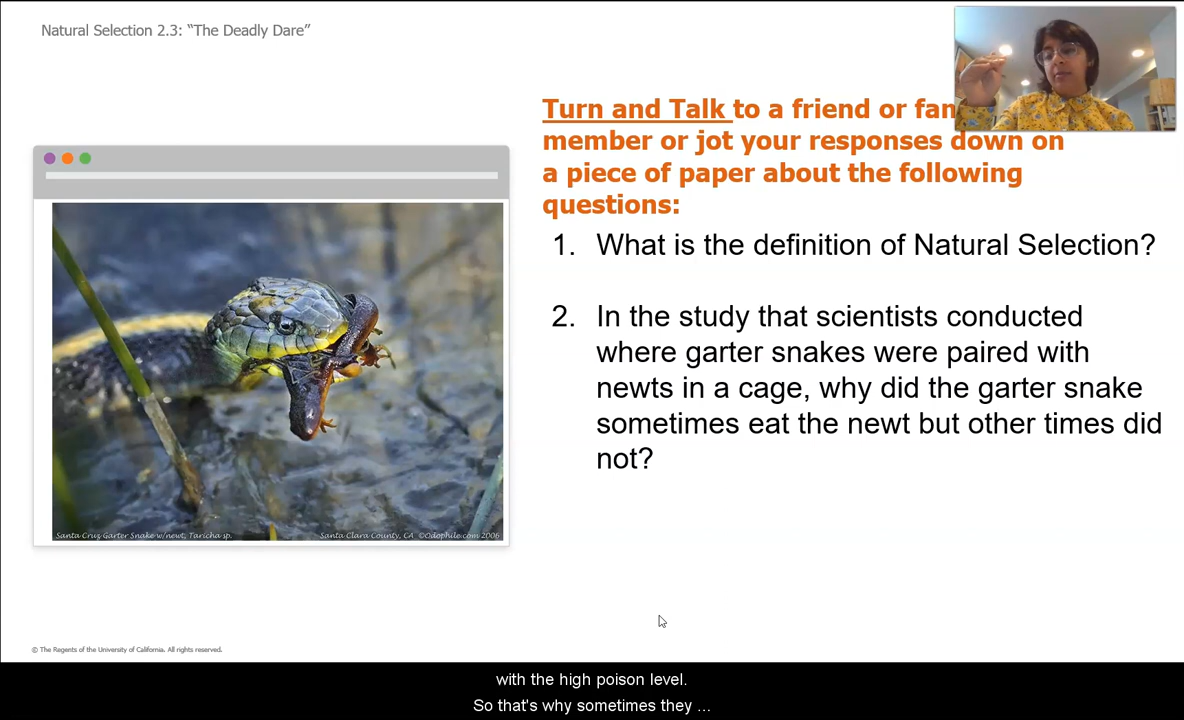 Natural Selection 2.3: “The Deadly Dare”
Turn and Talk to a friend or fan
member or jot your responses down on
a piece of paper about the following
questions:
1. What is the definition of Natural Selection?
2. In the study that scientists conducted
where garter snakes were paired with
newts in a cage, why did the garter snake
sometimes eat the newt but other times did
not?
Santa Cruz Garter Snake w/newt, Taricha sp.
Santa Clara County, CA ©Odophile.com 2006
© The Regents of the University of California. All rights reserved.
with the high poison level.
So that's why sometimes they ...